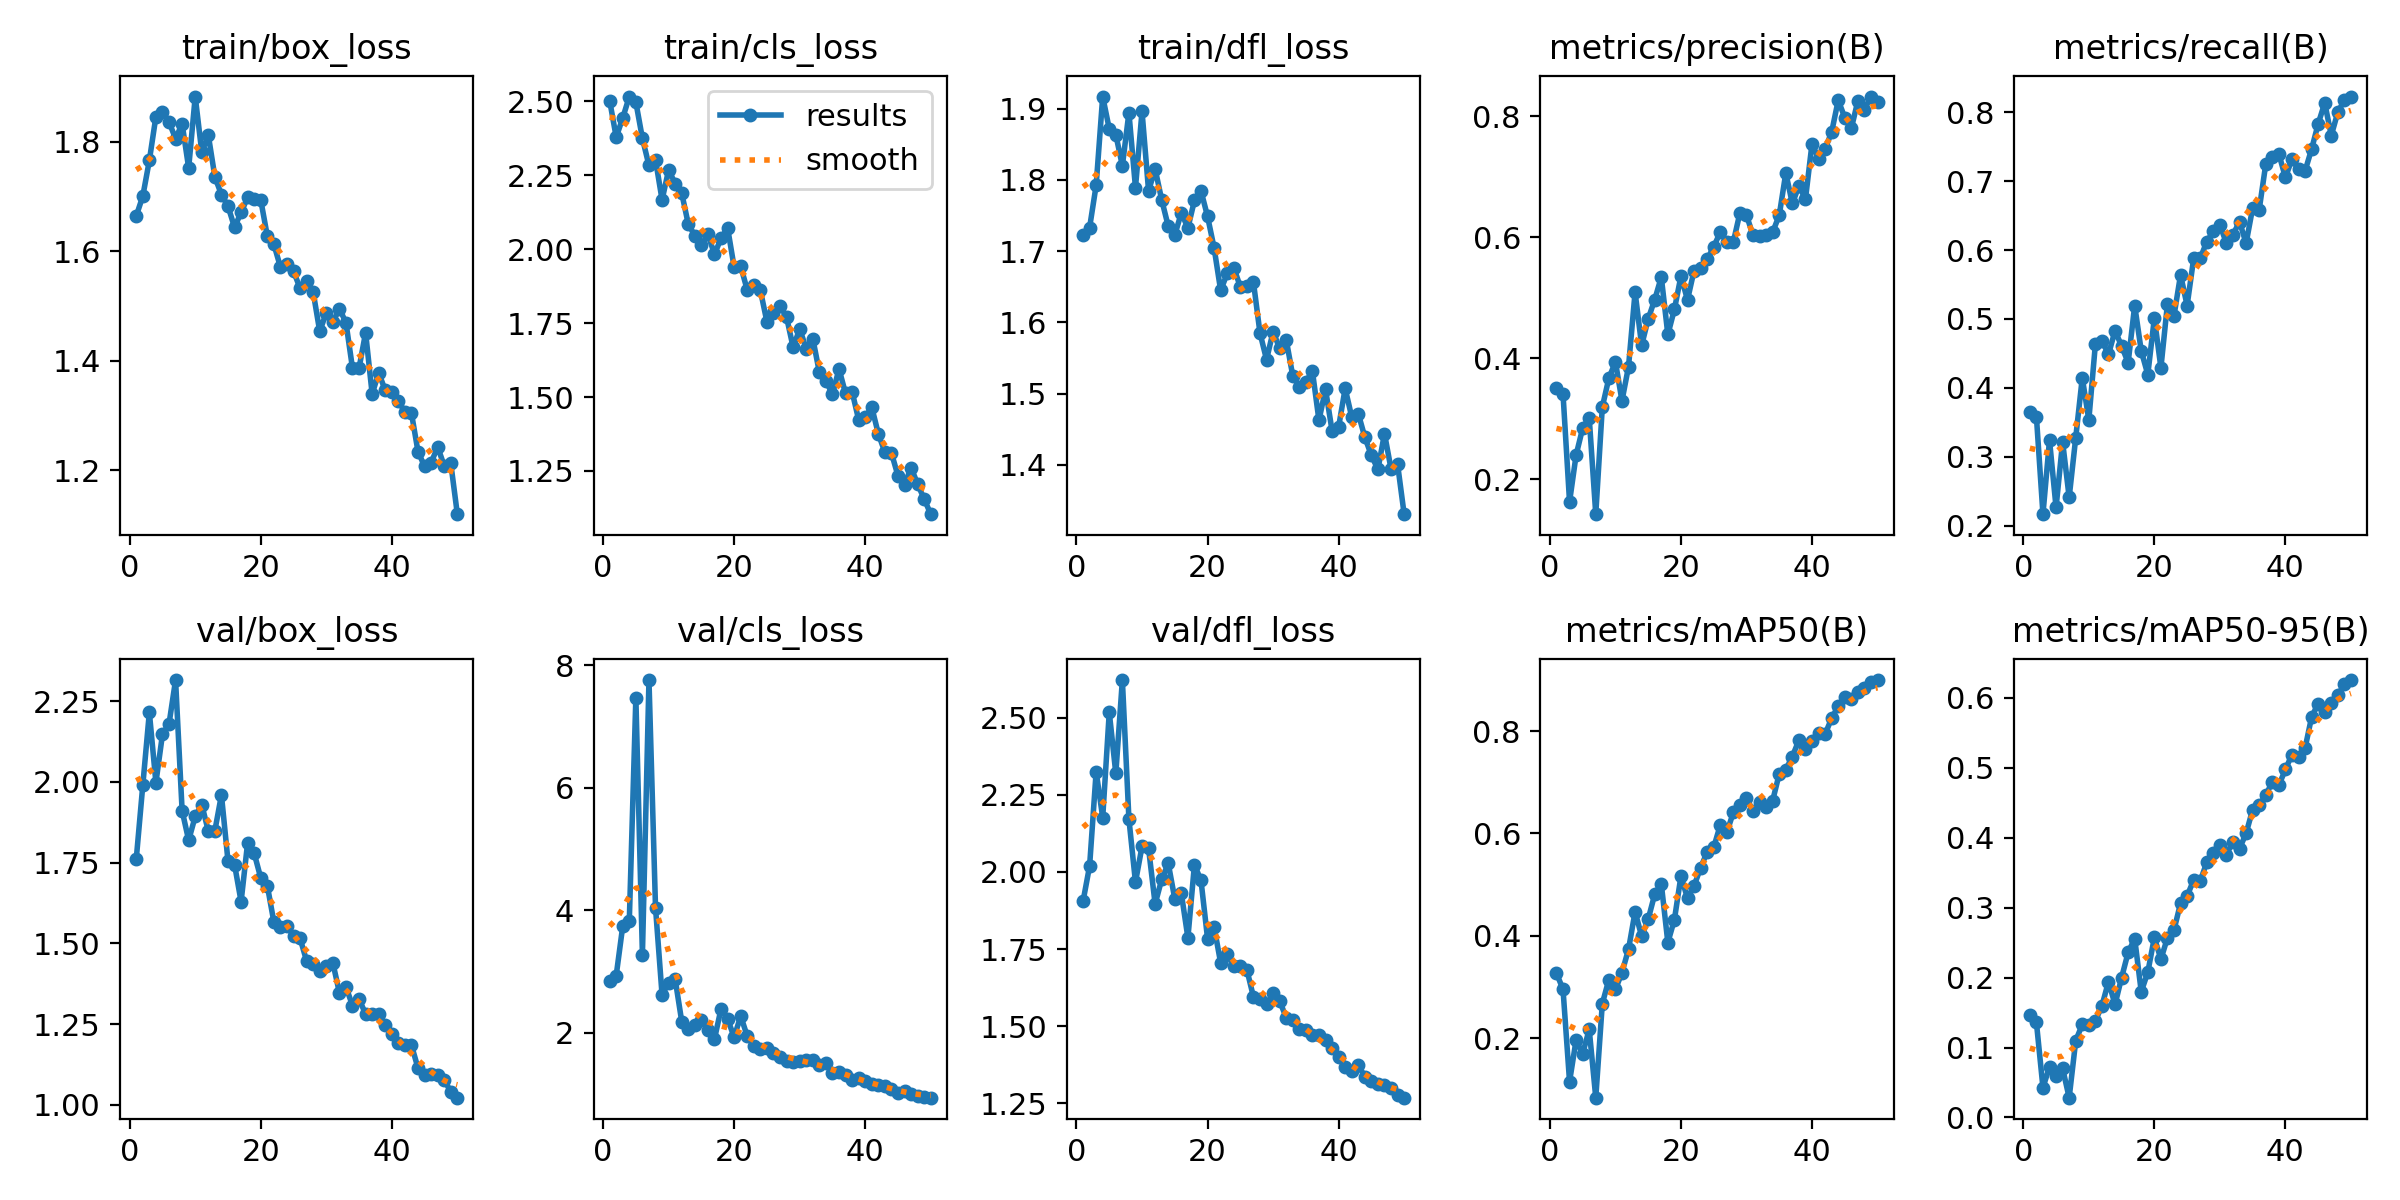 train/box_loss
1.8
1.6
1.4
1.2
0 20 40
train/cls_loss
results
smooth
2.50
2.25
2.00
1.75
1.50
1.25
0 20 40
train/dfl_loss
1.9
1.8
1.7
1.6
1.5
1.4
0 20 40
metrics/precision(B)
0.8
0.6
0.4
0.2
0 20 40
metrics/recall(B)
0.8
0.7
0.6
0.5
0.4
0.3
0.2
0 20 40
val/box_loss
2.25
2.00
1.75
1.50
1.25
1.00
0 20 40
val/cls_loss
8
6
4
2
0 20 40
val/dfl_loss
2.50
2.25
2.00
1.75
1.50
1.25
0 20 40
metrics/mAP50(B)
0.8
0.6
0.4
0.2
0 20 40
metrics/mAP50-95(B)
0.6
0.5
0.4
0.3
0.2
0.1
0.0
0 20 40